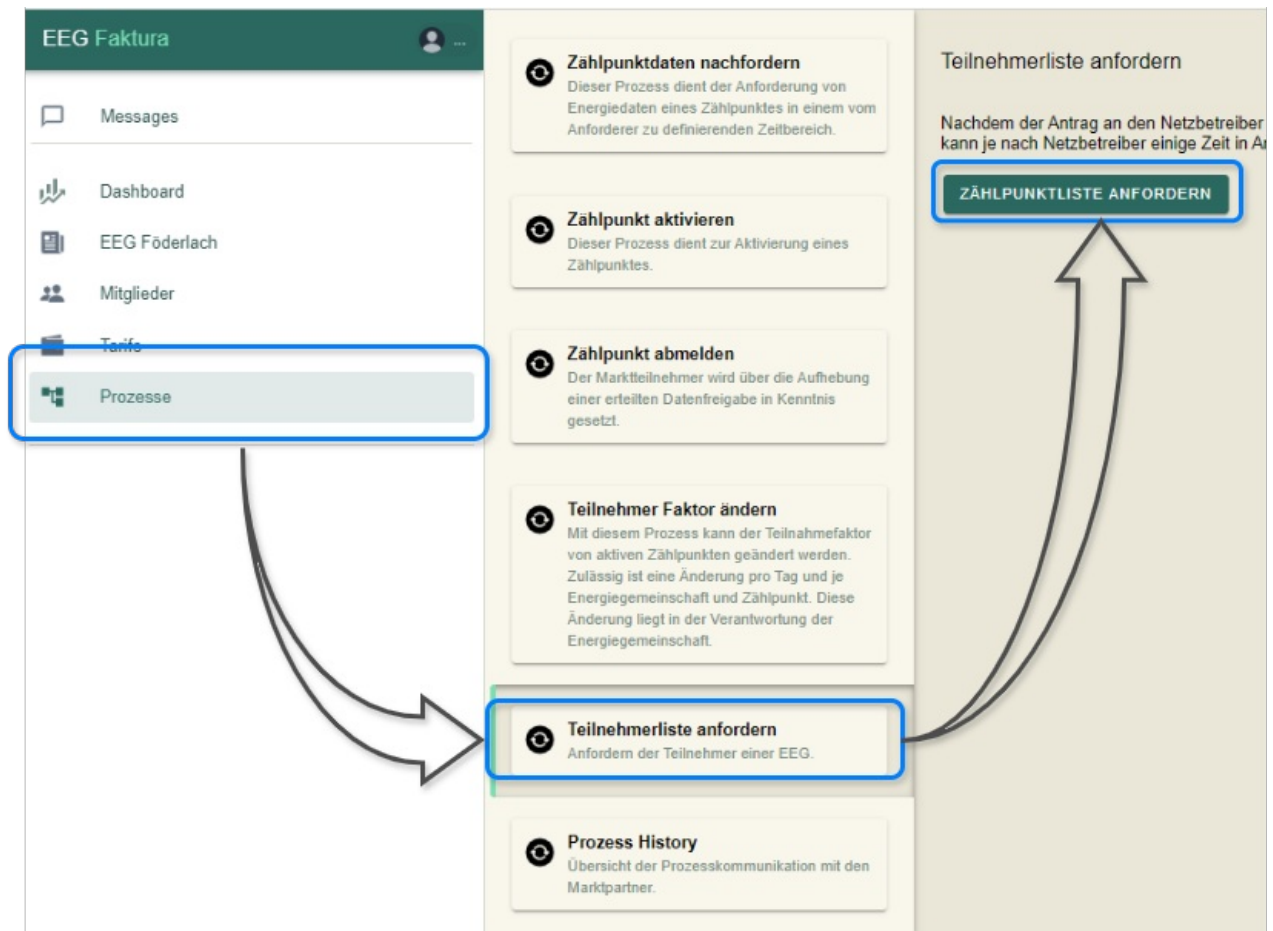 EEG Faktura
...
Messages
Dashboard
EEG Föderlach
Mitglieder
Tarife
Prozesse
Zählpunktdaten nachfordern
Dieser Prozess dient der Anforderung von
Energiedaten eines Zählpunktes in einem vom
Anforderer zu definierenden Zeitbereich.
Zählpunkt aktivieren
Dieser Prozess dient zur Aktivierung eines
Zählpunktes.
Zählpunkt abmelden
Der Marktteilnehmer wird über die Aufhebung
einer erteilten Datenfreigabe in Kenntnis
gesetzt.
Teilnehmer Faktor ändern
Mit diesem Prozess kann der Teilnahmefaktor
von aktiven Zählpunkten geändert werden.
Zulässig ist eine Änderung pro Tag und je
Energiegemeinschaft und Zählpunkt. Diese
Änderung liegt in der Verantwortung der
Energiegemeinschaft.
Teilnehmerliste anfordern
Anfordern der Teilnehmer einer EEG.
Prozess History
Übersicht der Prozesskommunikation mit den
Marktpartner.
Teilnehmerliste anfordern
Nachdem der Antrag an den Netzbetreiber
kann je nach Netzbetreiber einige Zeit in
ZÄHLPUNKTLISTE ANFORDERN